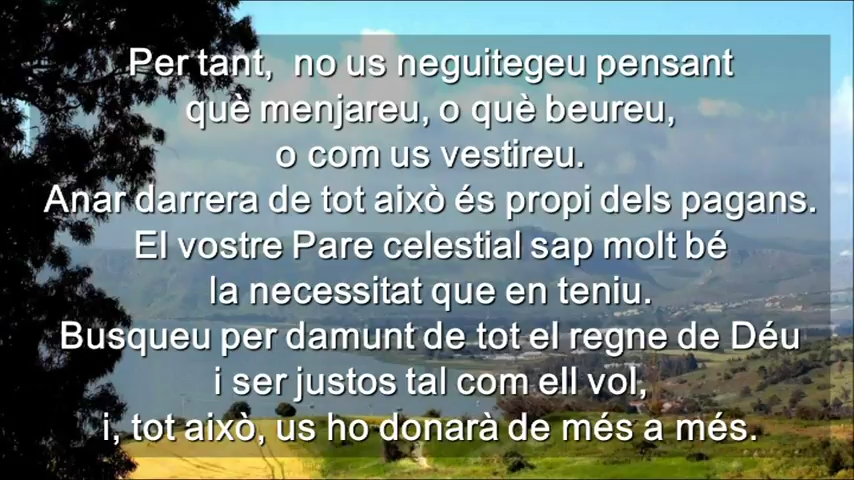 Per tant, no us neguitegeu pensant
què menjareu, o què beureu,
o com us vestireu.
Anar darrera de tot això és propi dels pagans.
El vostre Pare celestial sap molt bé
la necessitat que en teniu.
Busqueu per damunt de tot el regne de Déu
i ser justos tal com ell vol,
i, tot això, us ho donarà de més a més.